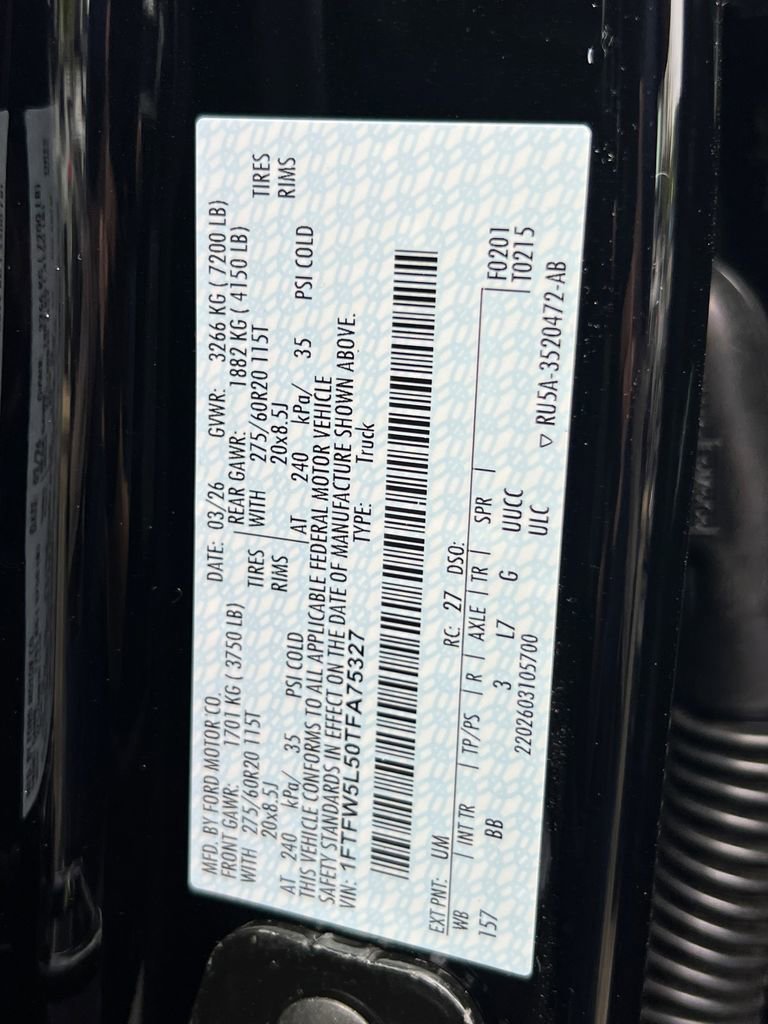 MFD. BY FORD MOTOR CO. DATE: 03/26 GVWR: 3266 KG ( 7200 LB)
FRONT GAWR: 1701 KG ( 3750 LB) REAR GAWR: 1882 KG ( 4150 LB)
WITH 275/60R20 115T TIRES WITH 275/60R20 115T TIRES
20x8.5J RIMS 20x8.5J RIMS
AT 240 kPa/ 35 PSI COLD AT 240 kPa/ 35 PSI COLD
THIS VEHICLE CONFORMS TO ALL APPLICABLE FEDERAL MOTOR VEHICLE
SAFETY STANDARDS IN EFFECT ON THE DATE OF MANUFACTURE SHOWN ABOVE.
VIN: 1FTFW5L50TFA75327 TYPE: Truck
EXT PNT: UM RC: 27 DSO:
WB INT TR TP/PS R AXLE TR SPR F0201
157 BB 3 L7 G UUCC T0215
2202603105700 ULC
▽ RU5A-3520472-AB